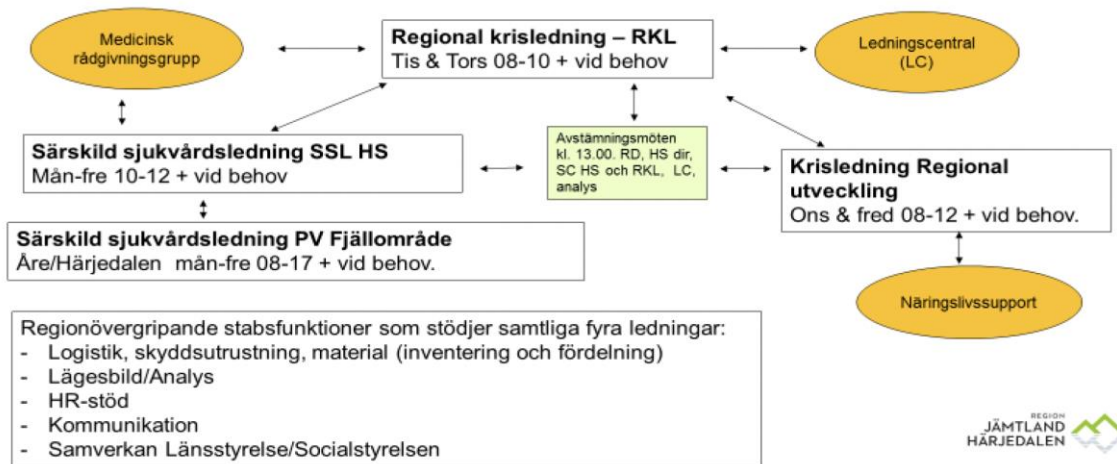 Medicinsk
rådgivningsgrupp
Regional krisledning – RKL
Tis & Tors 08-10 + vid behov
Ledningscentral
(LC)
Särskild sjukvårdsledning SSL HS
Mån-fre 10-12 + vid behov
Avstämningsmöten
kl. 13.00. RD, HS dir,
SC HS och RKL, LC,
analys
Krisledning Regional
utveckling
Ons & fred 08-12 + vid behov.
Särskild sjukvårdsledning PV Fjällområde
Åre/Härjedalen mån-fre 08-17 + vid behov.
Näringslivssupport
Regionövergripande stabsfunktioner som stödjer samtliga fyra ledningar:
- Logistik, skyddsutrustning, material (inventering och fördelning)
- Lägesbild/Analys
- HR-stöd
- Kommunikation
- Samverkan Länsstyrelse/Socialstyrelsen
REGION
JÄMTLAND
HÄRJEDALEN